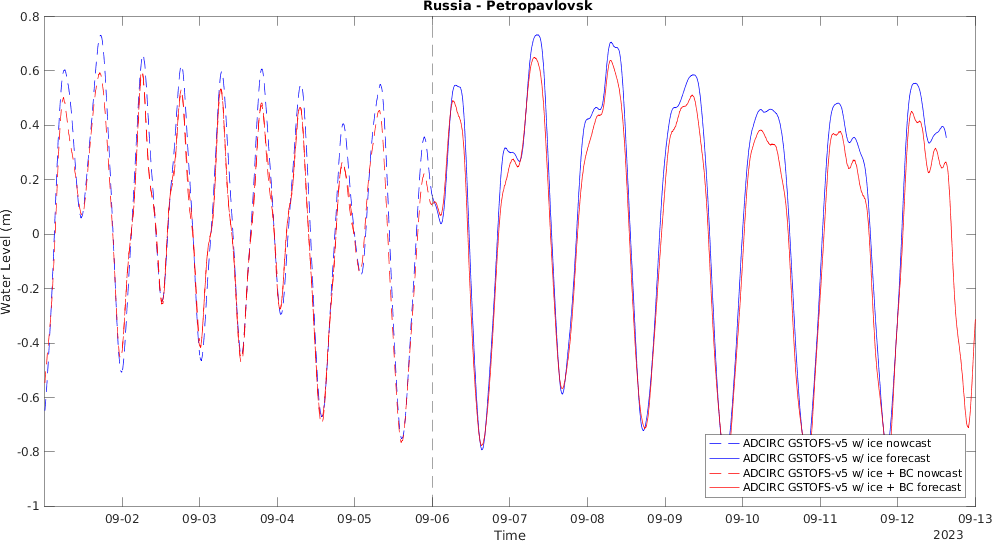 Russia - Petropavlovsk
0.8
0.6
0.4
0.2
0
-0.2
-0.4
-0.6
-0.8
-1
Water Level (m)
ADCIRC GSTOFS-v5 w/ ice nowcast
ADCIRC GSTOFS-v5 w/ ice forecast
ADCIRC GSTOFS-v5 w/ ice + BC nowcast
ADCIRC GSTOFS-v5 w/ ice + BC forecast
09-02 09-03 09-04 09-05 09-06 09-07 09-08 09-09 09-10 09-11 09-12 09-13
Time
2023